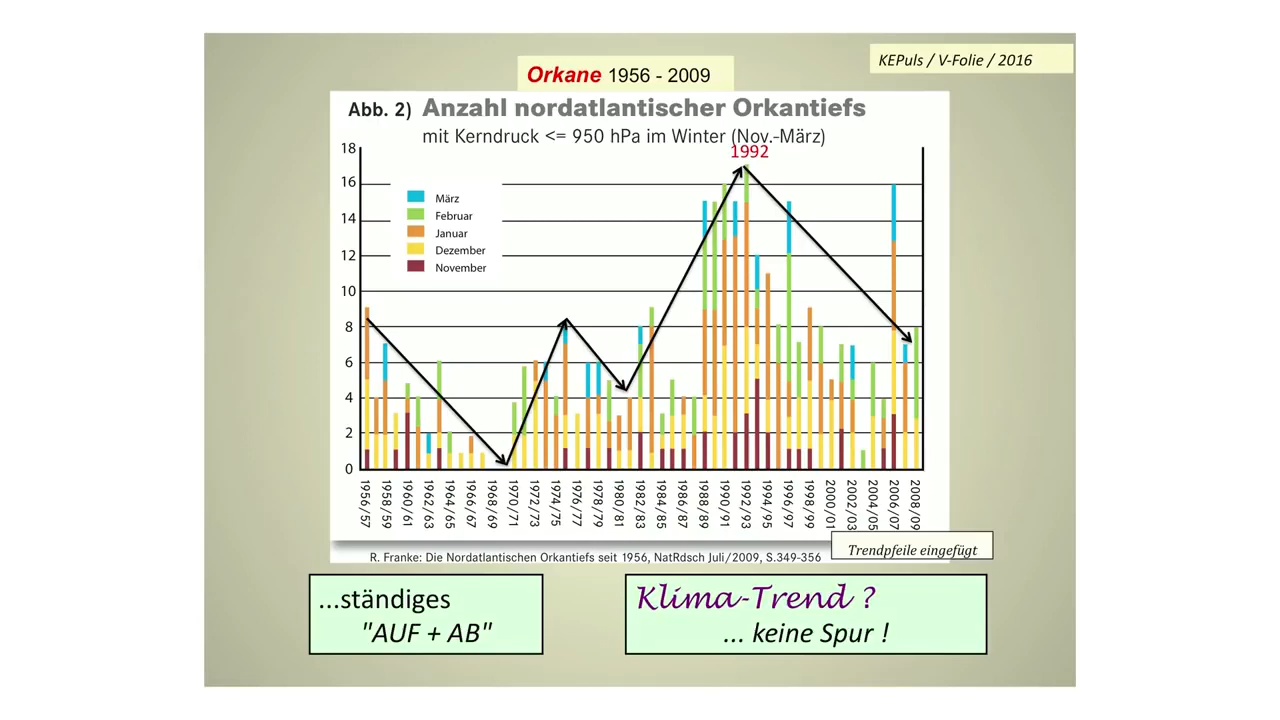 KEPuls / V-Folie / 2016
Orkane 1956 - 2009
Abb. 2) Anzahl nordatlantischer Orkantiefs
mit Kerndruck <= 950 hPa im Winter (Nov.-März)
1992
18
16
14
12
10
8
6
4
2
0
März
Februar
Januar
Dezember
November
1956/57
1958/59
1960/61
1962/63
1964/65
1966/67
1968/69
1970/71
1972/73
1974/75
1976/77
1978/79
1980/81
1982/83
1984/85
1986/87
1988/89
1990/91
1992/93
1994/95
1996/97
1998/99
2000/01
2002/03
2004/05
2006/07
2008/09
Trendpfeile eingefügt
R. Franke: Die Nordatlantischen Orkantiefs seit 1956, NatRdsch Juli/2009, S.349-356
...ständiges
"AUF + AB"
Klima-Trend ?
... keine Spur !